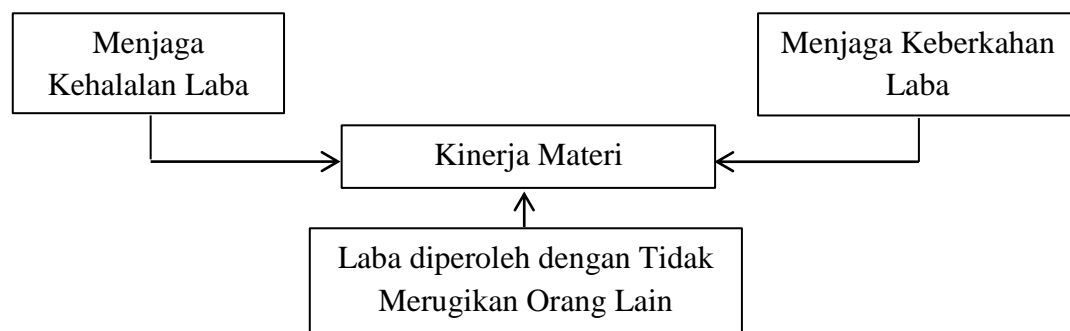 Menjaga
Kehalalan Laba
Menjaga Keberkahan
Laba
Kinerja Materi
Laba diperoleh dengan Tidak
Merugikan Orang Lain